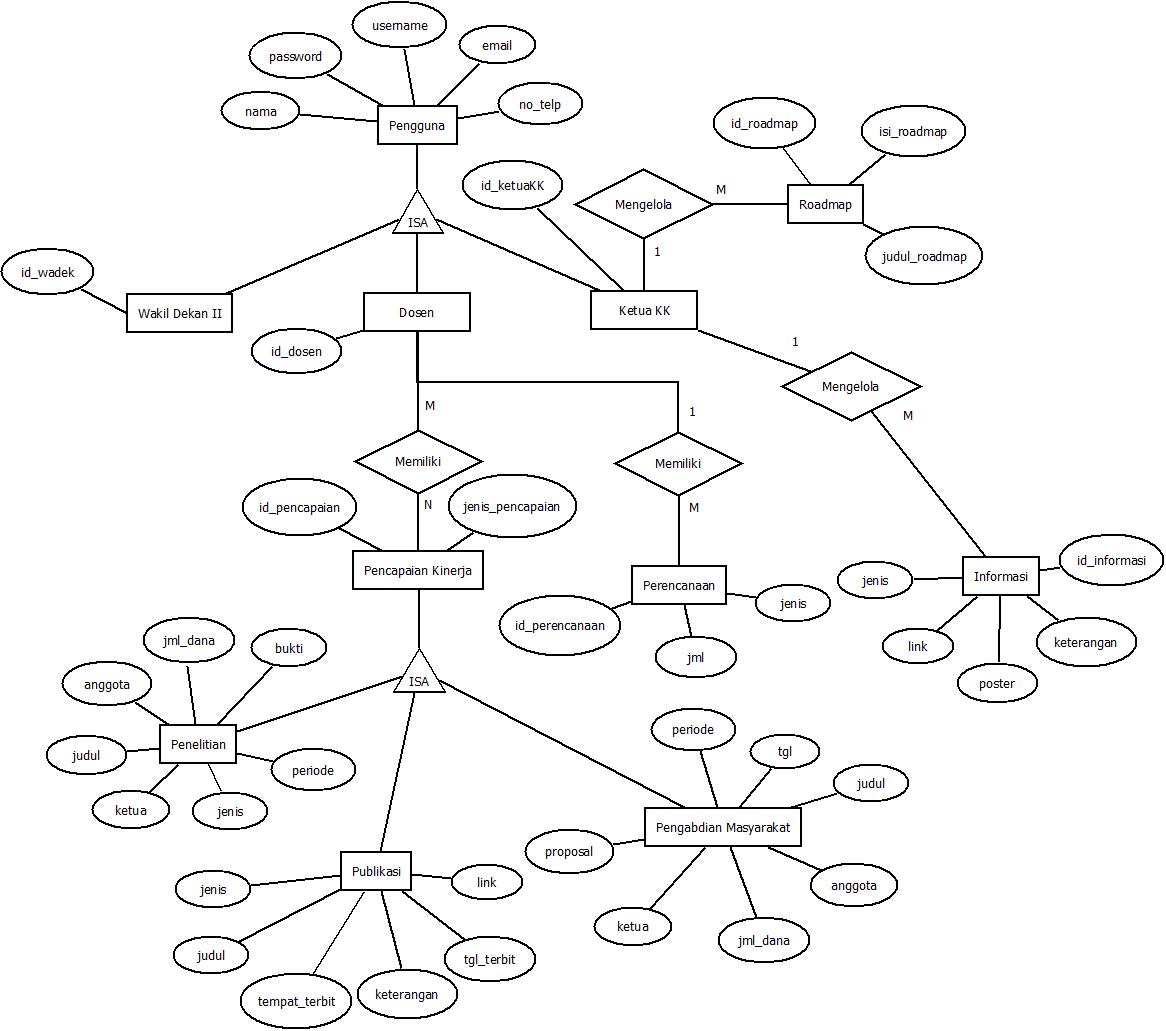 username
password
email
nama
no_telp
Pengguna
id_roadmap
isi_roadmap
id_ketuaKK
M
Mengelola
Roadmap
ISA
1
judul_roadmap
id_wadek
Wakil Dekan II
Dosen
Ketua KK
id_dosen
1
Mengelola
M
1
M
Memiliki
Memiliki
id_pencapaian
N
jenis_pencapaian
M
Pencapaian Kinerja
Perencanaan
Informasi
id_informasi
jenis
jenis
id_perencanaan
link
keterangan
jml
poster
jml_dana
bukti
anggota
ISA
Penelitian
judul
periode
ketua
jenis
periode
tgl
judul
Pengabdian Masyarakat
proposal
anggota
ketua
jml_dana
Publikasi
jenis
link
judul
tgl_terbit
tempat_terbit
keterangan